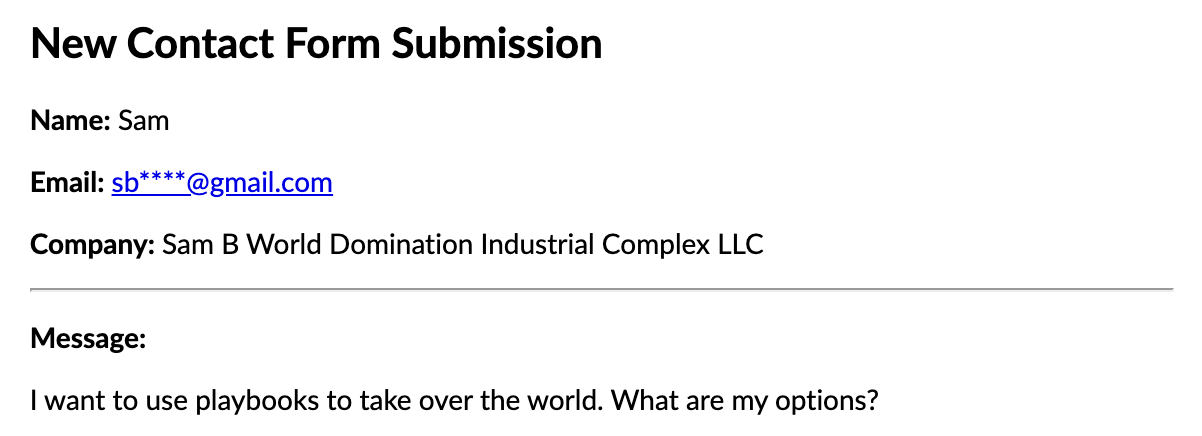 New Contact Form Submission
Name: Sam
Email: sb****@gmail.com
Company: Sam B World Domination Industrial Complex LLC
Message:
I want to use playbooks to take over the world. What are my options?